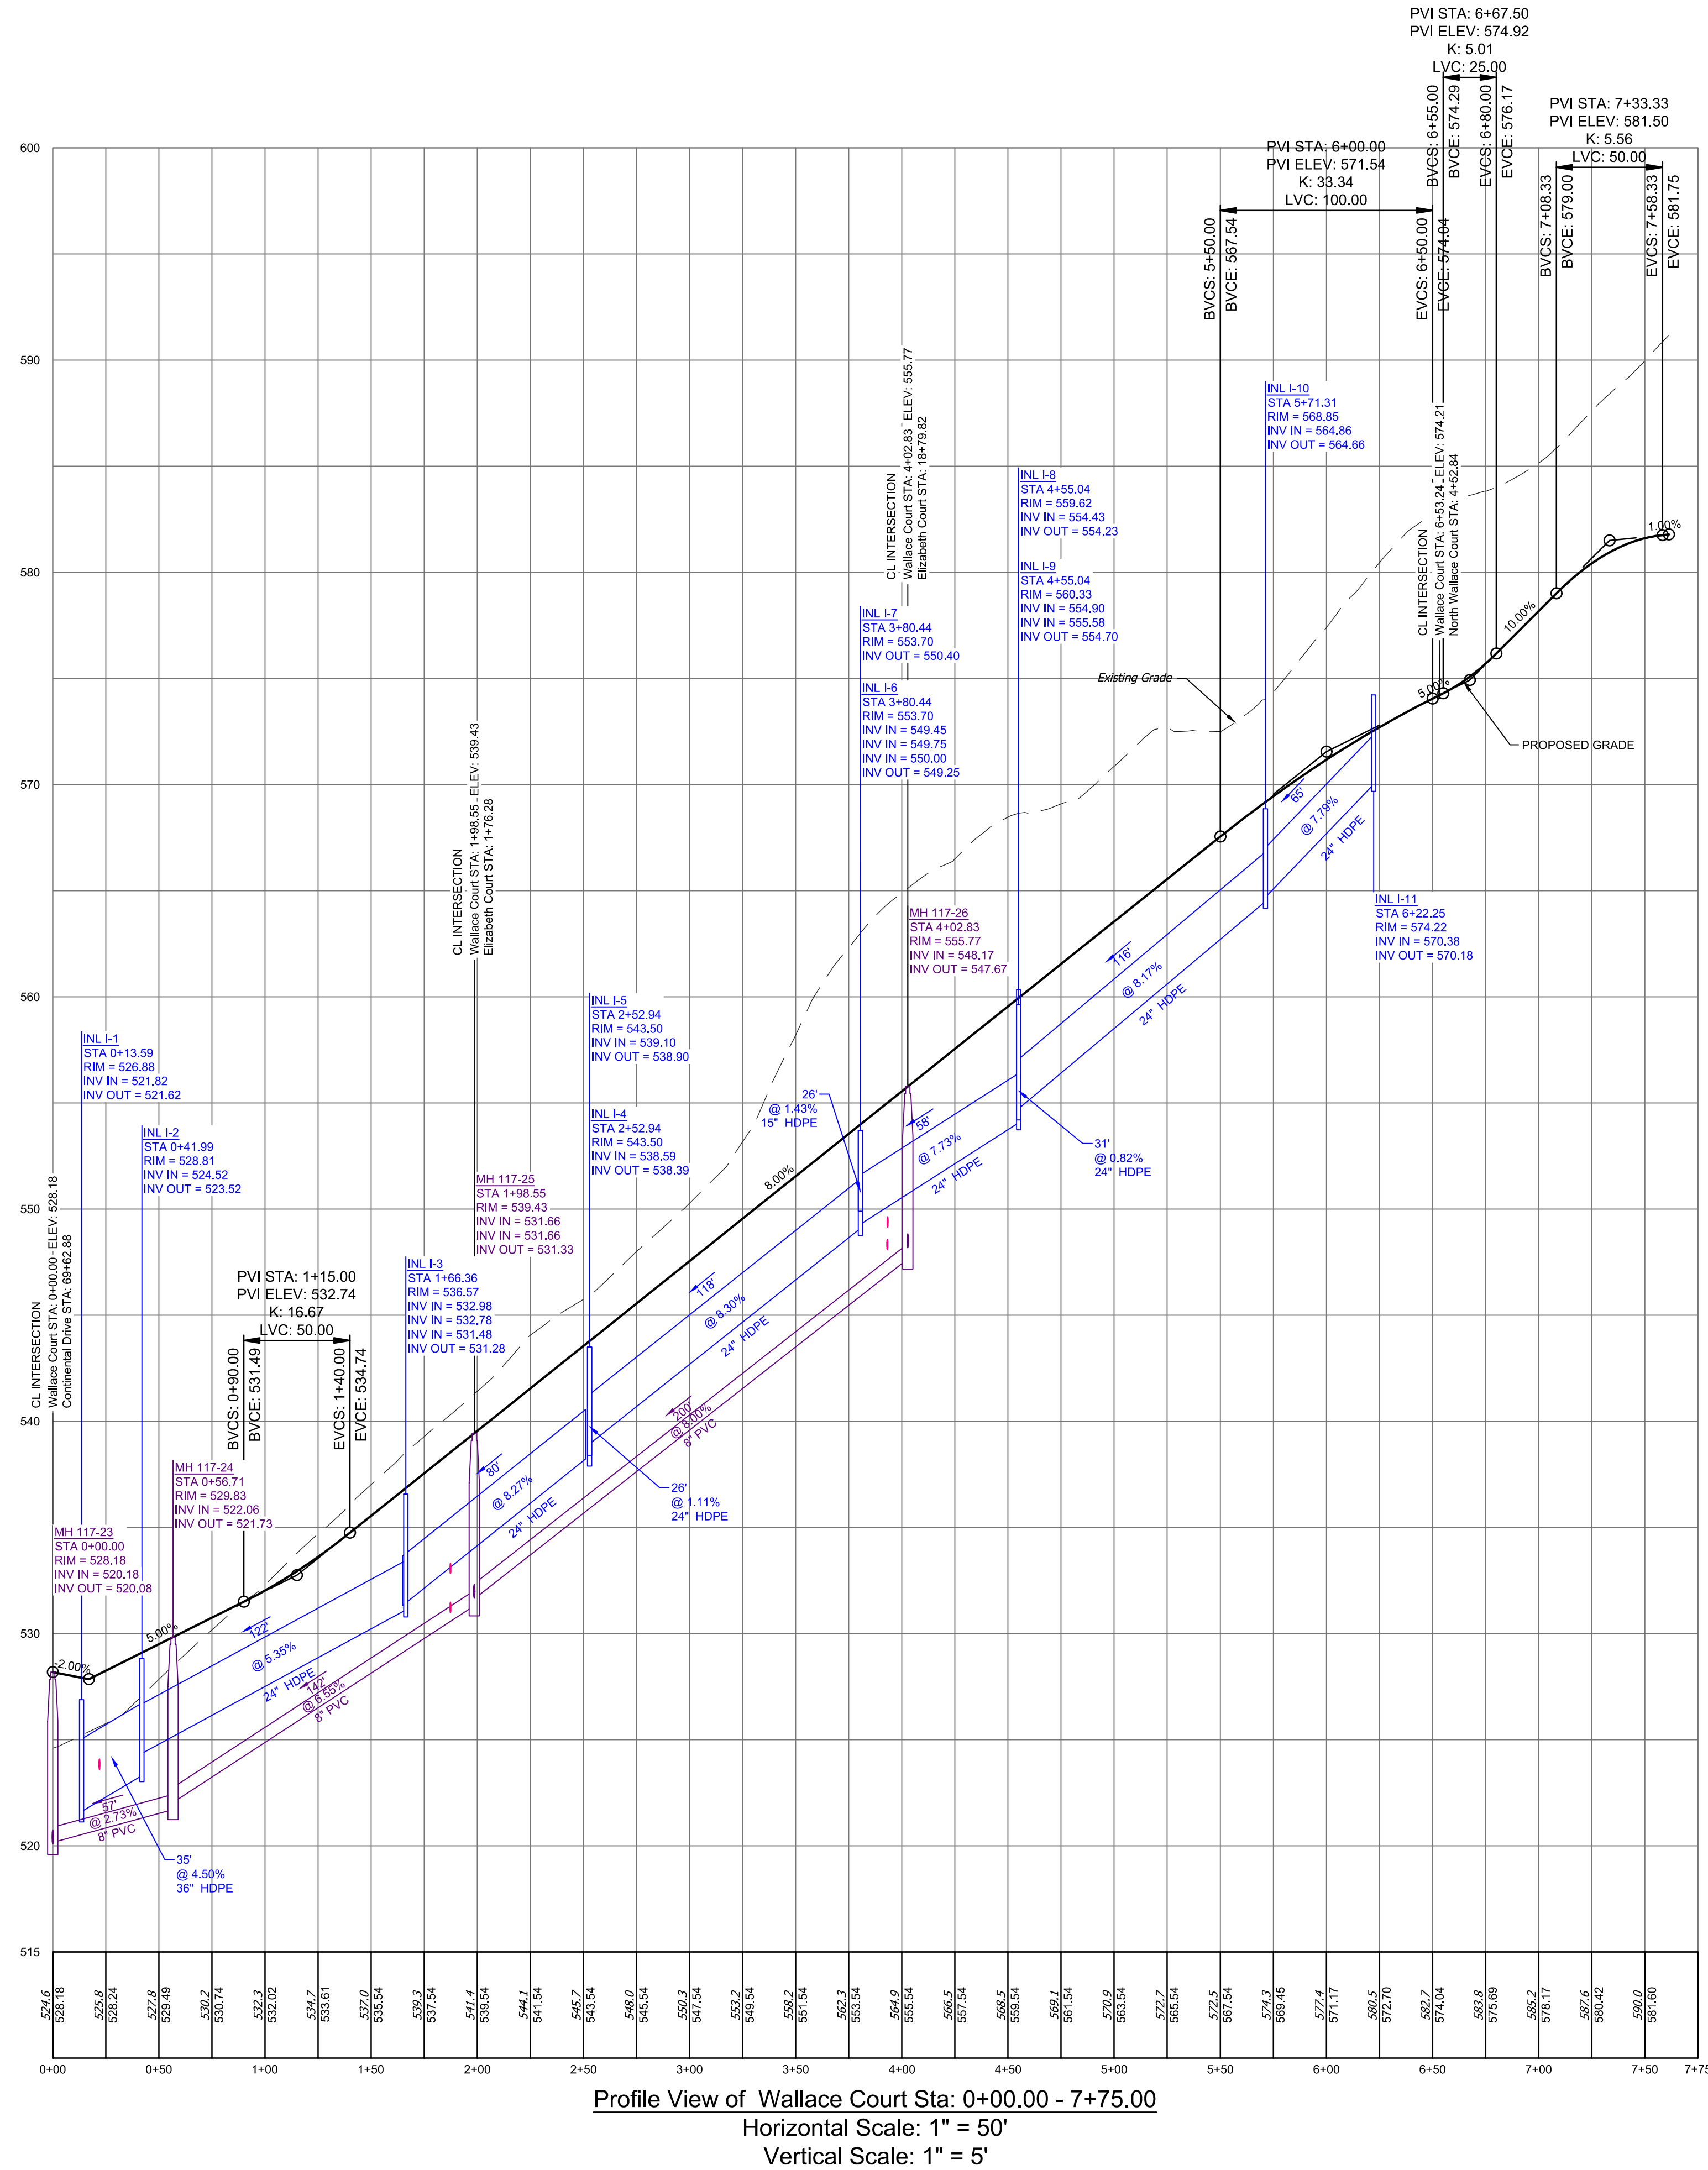 PVI STA: 6+67.50
PVI ELEV: 574.92
K: 5.01
LVC: 25.00
BVCS: 6+55.00
BVCE: 574.29
EVCS: 6+80.00
EVCE: 576.17
PVI STA: 7+33.33
PVI ELEV: 581.50
K: 5.56
LVC: 50.00
BVCS: 7+08.33
BVCE: 579.00
EVCS: 7+58.33
EVCE: 581.75
PVI STA: 6+00.00
PVI ELEV: 571.54
K: 33.34
LVC: 100.00
BVCS: 5+50.00
BVCE: 567.54
EVCS: 6+50.00
EVCE: 574.04
600
590
580
570
560
550
540
530
520
515
CL INTERSECTION
Wallace Court STA: 4+02.83 - ELEV: 555.77
Elizabeth Court STA: 18+79.82
INL I-10
STA 5+71.31
RIM = 568.85
INV IN = 564.86
INV OUT = 564.66
CL INTERSECTION
Wallace Court STA: 6+53.24 - ELEV: 574.21
North Wallace Court STA: 4+52.84
INL I-8
STA 4+55.04
RIM = 559.62
INV IN = 554.43
INV OUT = 554.23
INL I-9
STA 4+55.04
RIM = 560.33
INV IN = 554.90
INV IN = 555.58
INV OUT = 554.70
INL I-7
STA 3+80.44
RIM = 553.70
INV OUT = 550.40
INL I-6
STA 3+80.44
RIM = 553.70
INV IN = 549.45
INV IN = 549.75
INV IN = 550.00
INV OUT = 549.25
Existing Grade
PROPOSED GRADE
1.00%
10.00%
5.00%
CL INTERSECTION
Wallace Court STA: 1+98.55 - ELEV: 539.43
Elizabeth Court STA: 1+76.28
65'
@ 7.79%
24" HDPE
INL I-11
STA 6+22.25
RIM = 574.22
INV IN = 570.38
INV OUT = 570.18
MH 117-26
STA 4+02.83
RIM = 555.77
INV IN = 548.17
INV OUT = 547.67
116'
@ 8.17%
24" HDPE
INL I-5
STA 2+52.94
RIM = 543.50
INV IN = 539.10
INV OUT = 538.90
INL I-1
STA 0+13.59
RIM = 526.88
INV IN = 521.82
INV OUT = 521.62
26'
@ 1.43%
15" HDPE
58'
@ 7.73%
24" HDPE
31'
@ 0.82%
24" HDPE
INL I-2
STA 0+41.99
RIM = 528.81
INV IN = 524.52
INV OUT = 523.52
INL I-4
STA 2+52.94
RIM = 543.50
INV IN = 538.59
INV OUT = 538.39
8.00%
MH 117-25
STA 1+98.55
RIM = 539.43
INV IN = 531.66
INV IN = 531.66
INV OUT = 531.33
CL INTERSECTION
Wallace Court STA: 0+00.00 - ELEV: 528.18
Continental Drive STA: 69+62.88
PVI STA: 1+15.00
PVI ELEV: 532.74
K: 16.67
LVC: 50.00
BVCS: 0+90.00
BVCE: 531.49
EVCS: 1+40.00
EVCE: 534.74
INL I-3
STA 1+66.36
RIM = 536.57
INV IN = 532.98
INV IN = 532.78
INV IN = 531.48
INV OUT = 531.28
118'
@ 8.30%
24" HDPE
200'
@ 8.00%
8" PVC
MH 117-24
STA 0+56.71
RIM = 529.83
INV IN = 522.06
INV OUT = 521.73
80'
@ 8.27%
24" HDPE
26'
@ 1.11%
24" HDPE
MH 117-23
STA 0+00.00
RIM = 528.18
INV IN = 520.18
INV OUT = 520.08
-2.00%
5.00%
122'
@ 5.35%
24" HDPE
142'
@ 6.55%
8" PVC
57'
@ 2.73%
8" PVC
35'
@ 4.50%
36" HDPE
524.6
528.18
525.8
528.24
527.8
529.49
530.2
530.74
532.3
532.02
534.7
533.61
537.0
535.54
539.3
537.54
541.4
539.54
544.1
541.54
545.7
543.54
548.0
545.54
550.3
547.54
553.2
549.54
558.2
551.54
562.3
553.54
564.9
555.54
566.5
557.54
568.5
559.54
569.1
561.54
570.9
563.54
572.7
565.54
572.5
567.54
574.3
569.45
577.4
571.17
580.5
572.70
582.7
574.04
583.8
575.69
585.2
578.17
587.6
580.42
590.0
581.60
0+00 0+50 1+00 1+50 2+00 2+50 3+00 3+50 4+00 4+50 5+00 5+50 6+00 6+50 7+00 7+50 7+75
Profile View of Wallace Court Sta: 0+00.00 - 7+75.00
Horizontal Scale: 1" = 50'
Vertical Scale: 1" = 5'